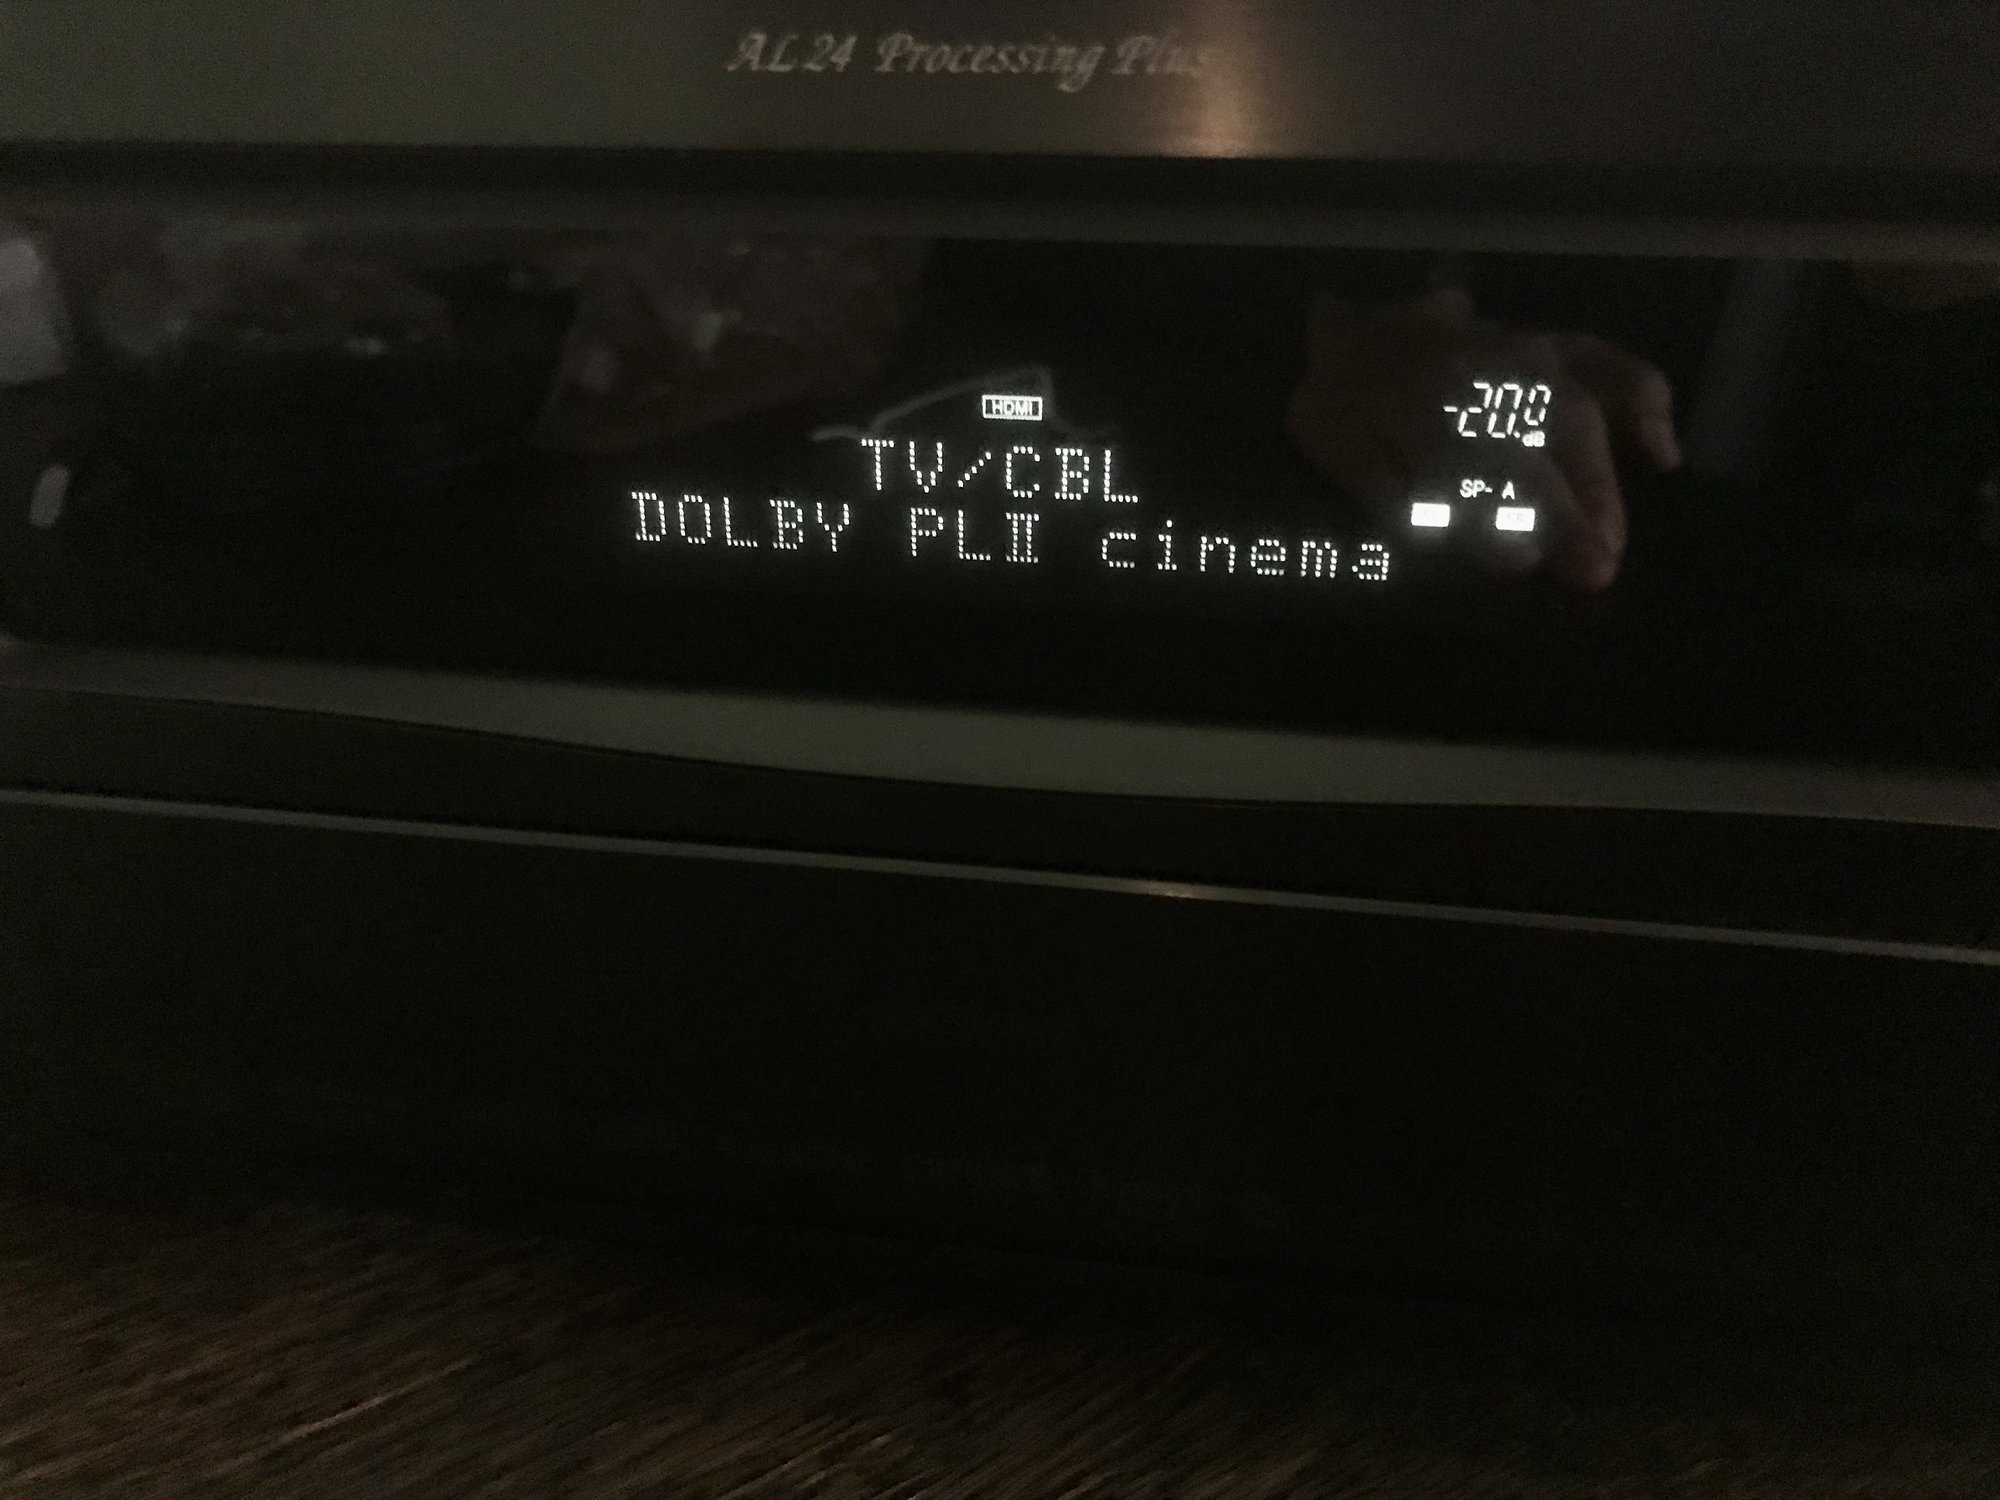 AL24 Processing Plus
HDMI
-20.0
dB
TV/CBL
SP- A
DOLBY PLⅡ cinema